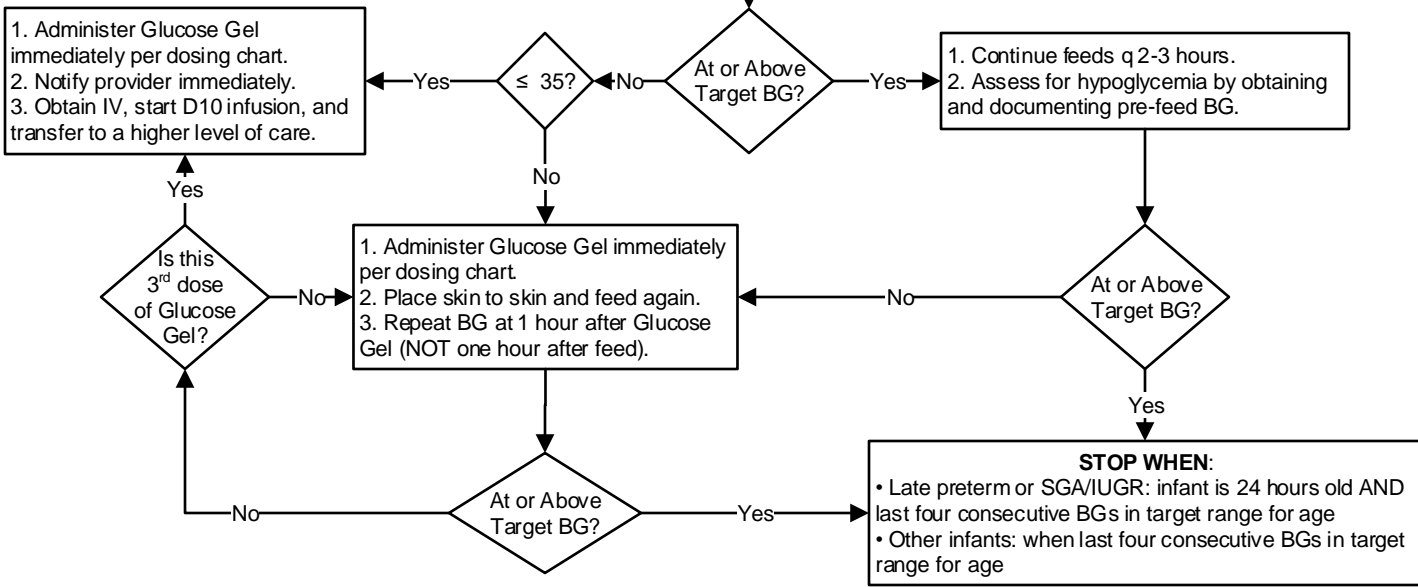 1. Administer Glucose Gel
immediately per dosing chart.
2. Notify provider immediately.
3. Obtain IV, start D10 infusion, and
transfer to a higher level of care.
Yes
≤ 35?
No
At or Above
Target BG?
Yes
1. Continue feeds q 2-3 hours.
2. Assess for hypoglycemia by obtaining
and documenting pre-feed BG.
Yes
No
Is this
3rd dose
of Glucose
Gel?
No
1. Administer Glucose Gel immediately
per dosing chart.
2. Place skin to skin and feed again.
3. Repeat BG at 1 hour after Glucose
Gel (NOT one hour after feed).
No
At or Above
Target BG?
Yes
No
At or Above
Target BG?
Yes
STOP WHEN:
• Late preterm or SGA/IUGR: infant is 24 hours old AND
last four consecutive BGs in target range for age
• Other infants: when last four consecutive BGs in target
range for age